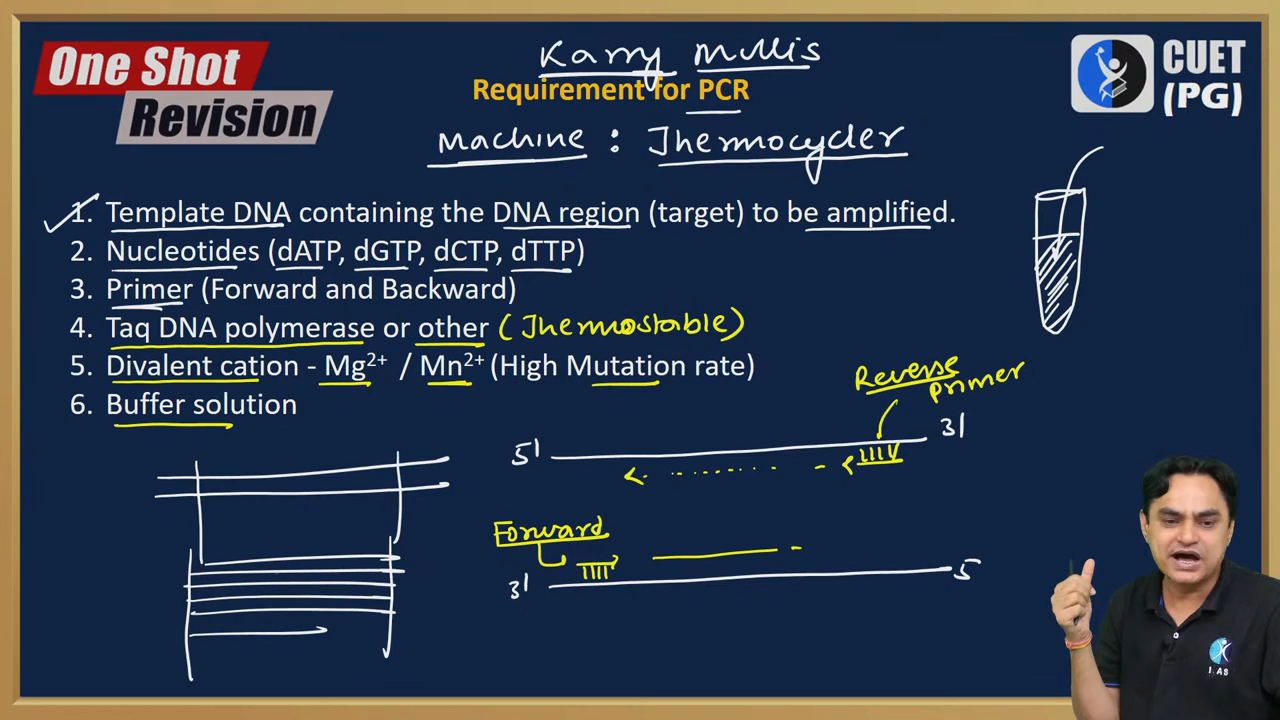 Karry Mullis
One Shot
Revision
Requirement for PCR
CUET
(PG)
Machine : Thermocycler
1. Template DNA containing the DNA region (target) to be amplified.
2. Nucleotides (dATP, dGTP, dCTP, dTTP)
3. Primer (Forward and Backward)
4. Taq DNA polymerase or other (Thermostable)
5. Divalent cation - Mg²⁺ / Mn²⁺ (High Mutation rate)
6. Buffer solution
Reverse
primer
5' 3'
Forward
3' 5